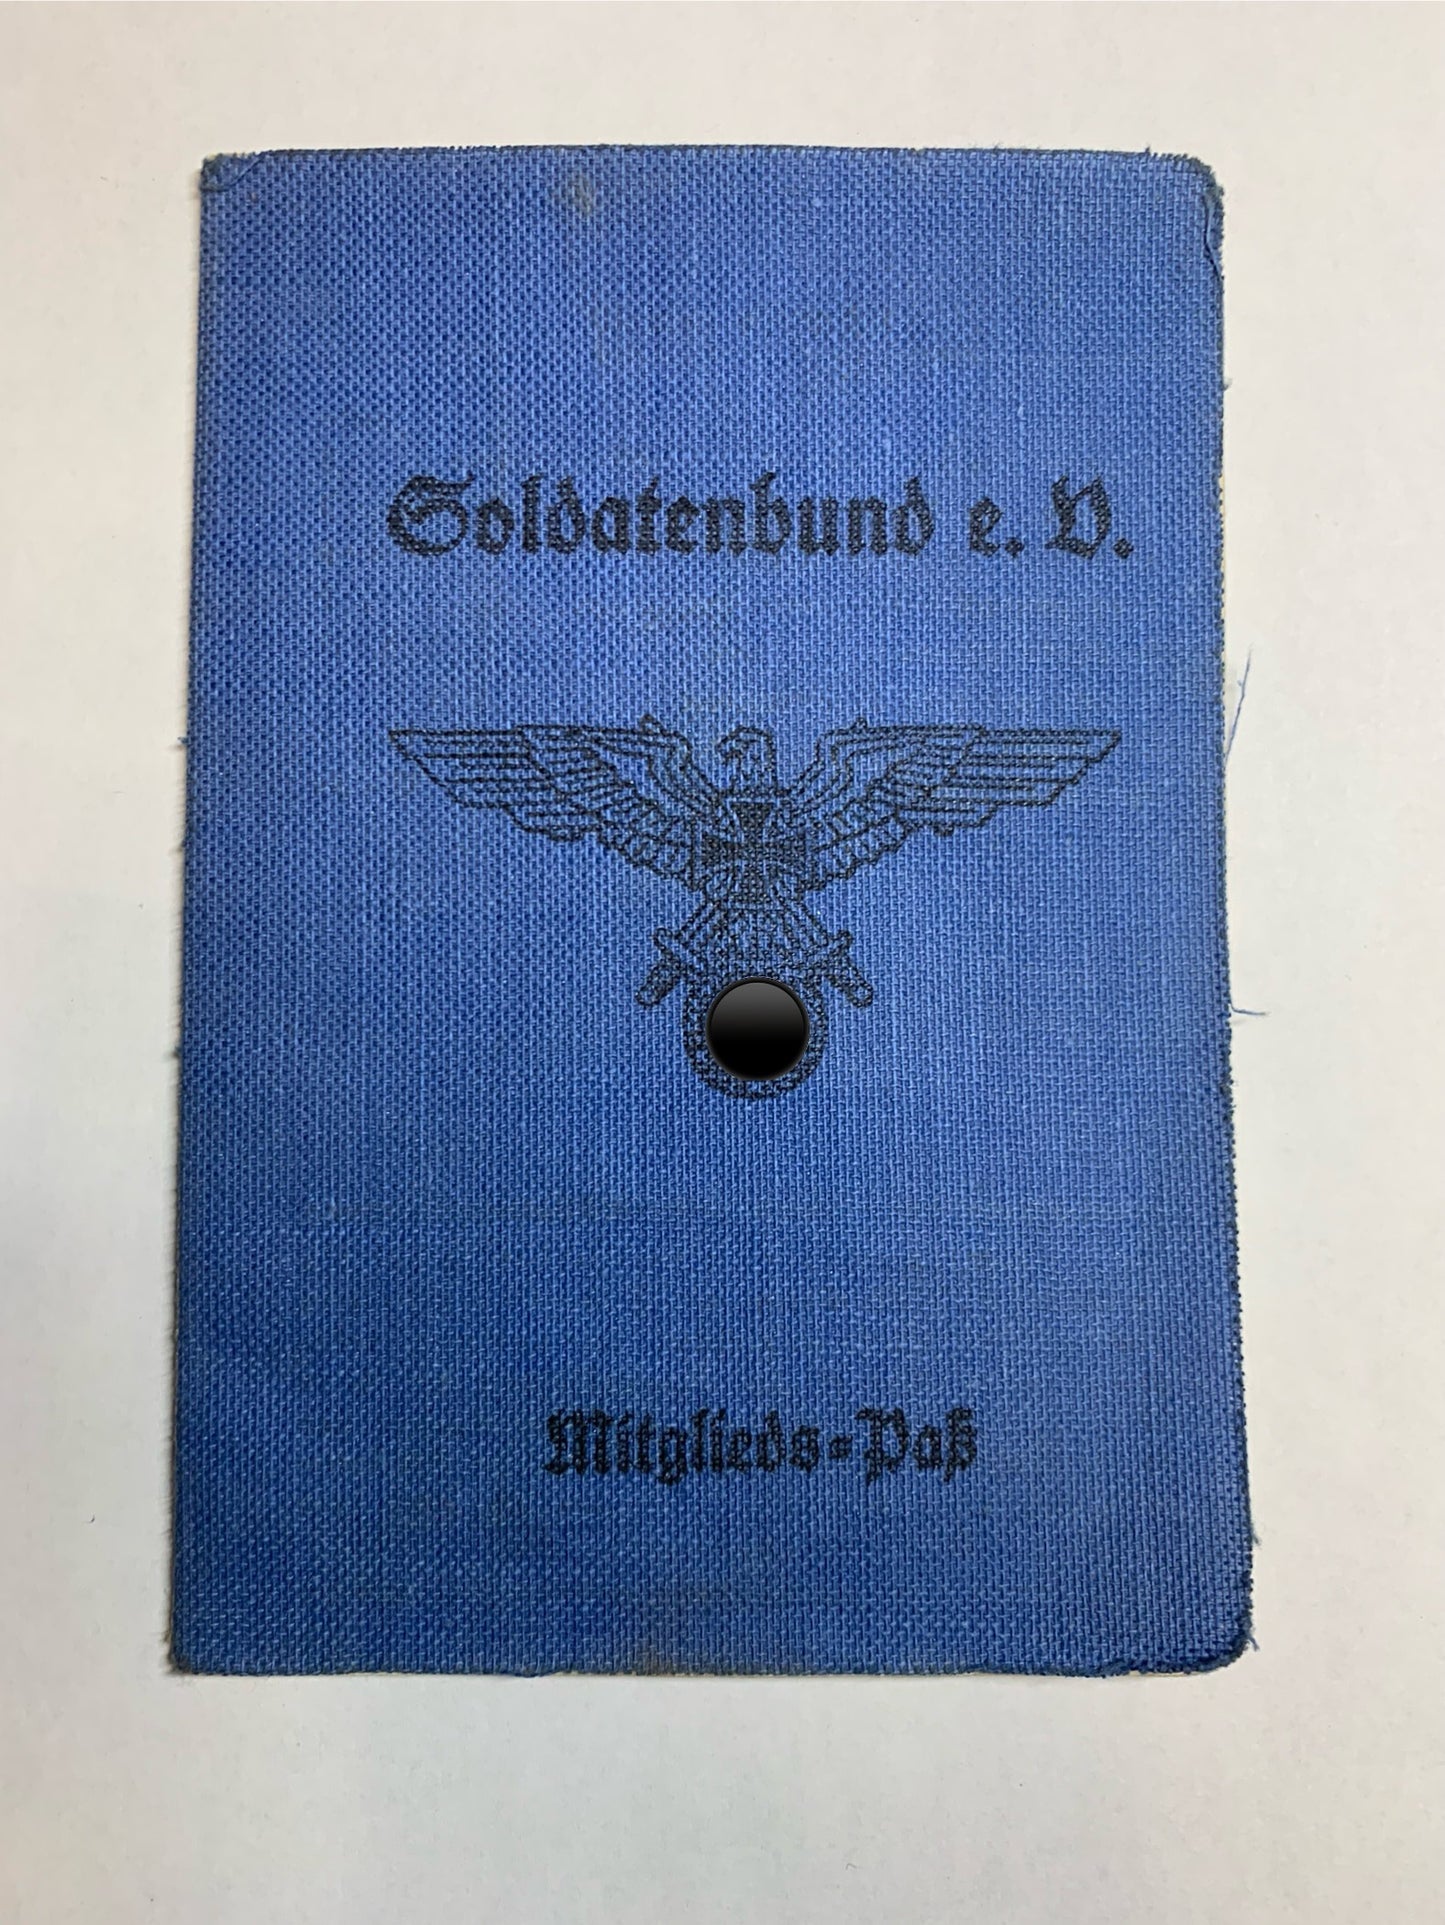 Soldatenbund e. V.
Mitglieds-Paß